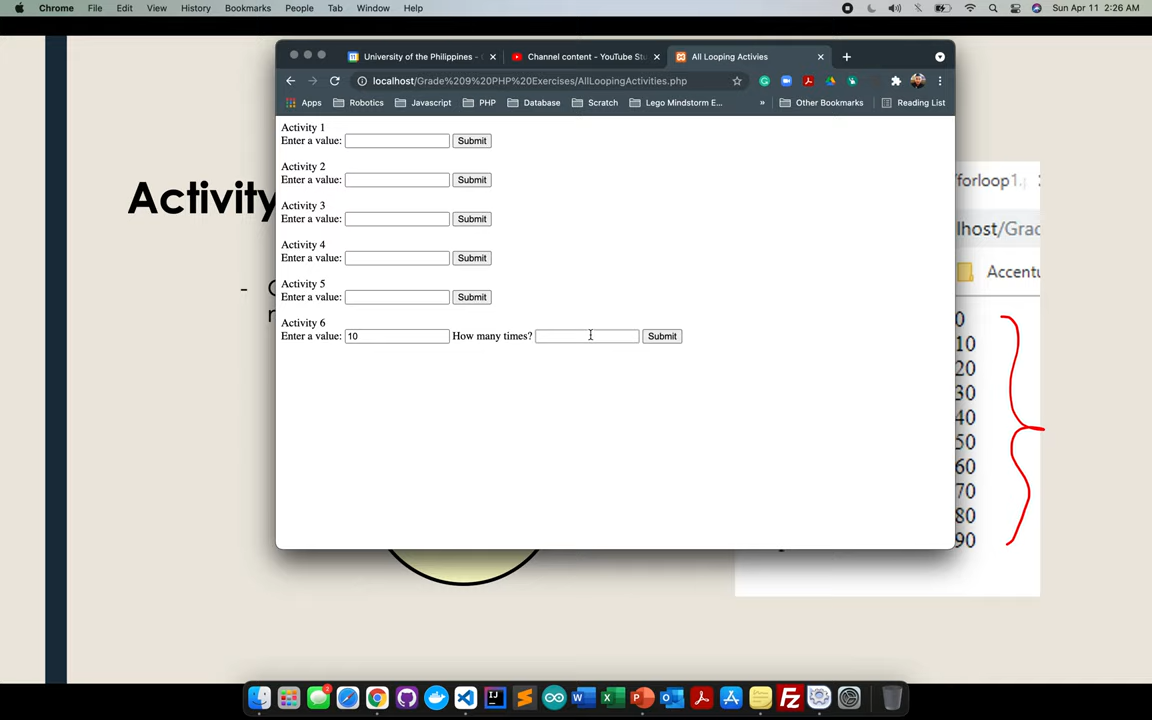 Chrome File Edit View History Bookmarks People Tab Window Help Sun Apr 11 2:26 AM
University of the Philippines - Channel content - YouTube St All Looping Activies
localhost/Grade%209%20PHP%20Exercises/AllLoopingActivities.php
Apps Robotics Javascript PHP Database Scratch Lego Mindstorm E... » Other Bookmarks Reading List
Activity 1
Enter a value: Submit
Activity 2
Enter a value: Submit
Activity 3
Enter a value: Submit
Activity 4
Enter a value: Submit
Activity 5
Enter a value: Submit
Activity 6
Enter a value: 10 How many times? Submit
Activity
-
/forloop1.
lhost/Grac
Accentu
0
10
20
30
40
50
60
70
80
90
2